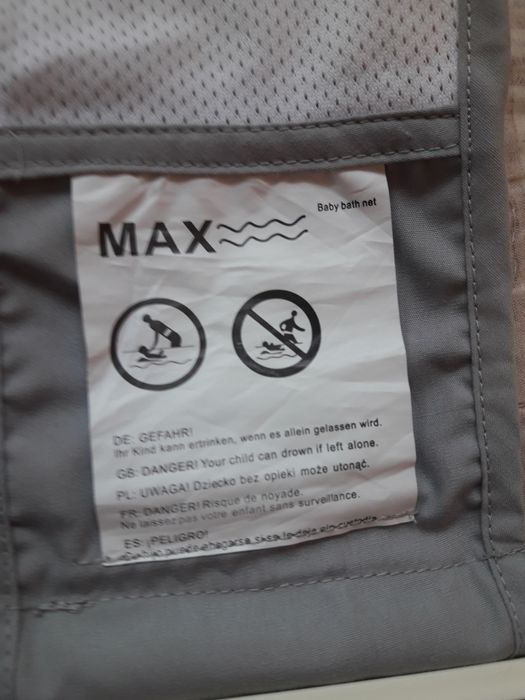 Baby bath net
MAX
DE: GEFAHR!
Ihr Kind kann ertrinken, wenn es allein gelassen wird.
GB: DANGER! Your child can drown if left alone.
PL: UWAGA! Dziecko bez opieki może utonąć.
FR: DANGER! Risque de noyade.
Ne laissez pas votre enfant sans surveillance.
ES: ¡PELIGRO!